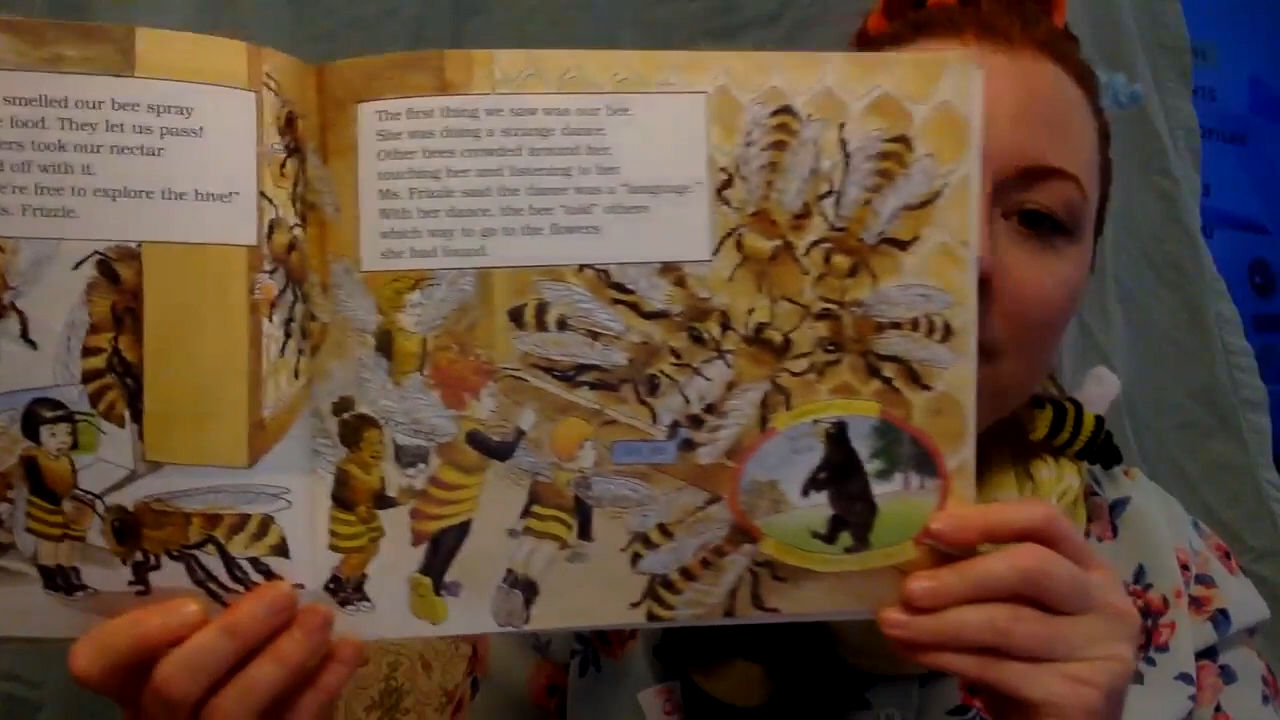 smelled our bee spray
food. They let us pass!
ers took our nectar
off with it.
e're free to explore the hive!"
s. Frizzle.
The first thing we saw was our bee.
She was doing a strange dance.
Other bees crowded around her,
touching her and listening to her.
Ms. Frizzle said the dance was a "language."
With her dance, the bee "told" others
which way to go to the flowers
she had found.